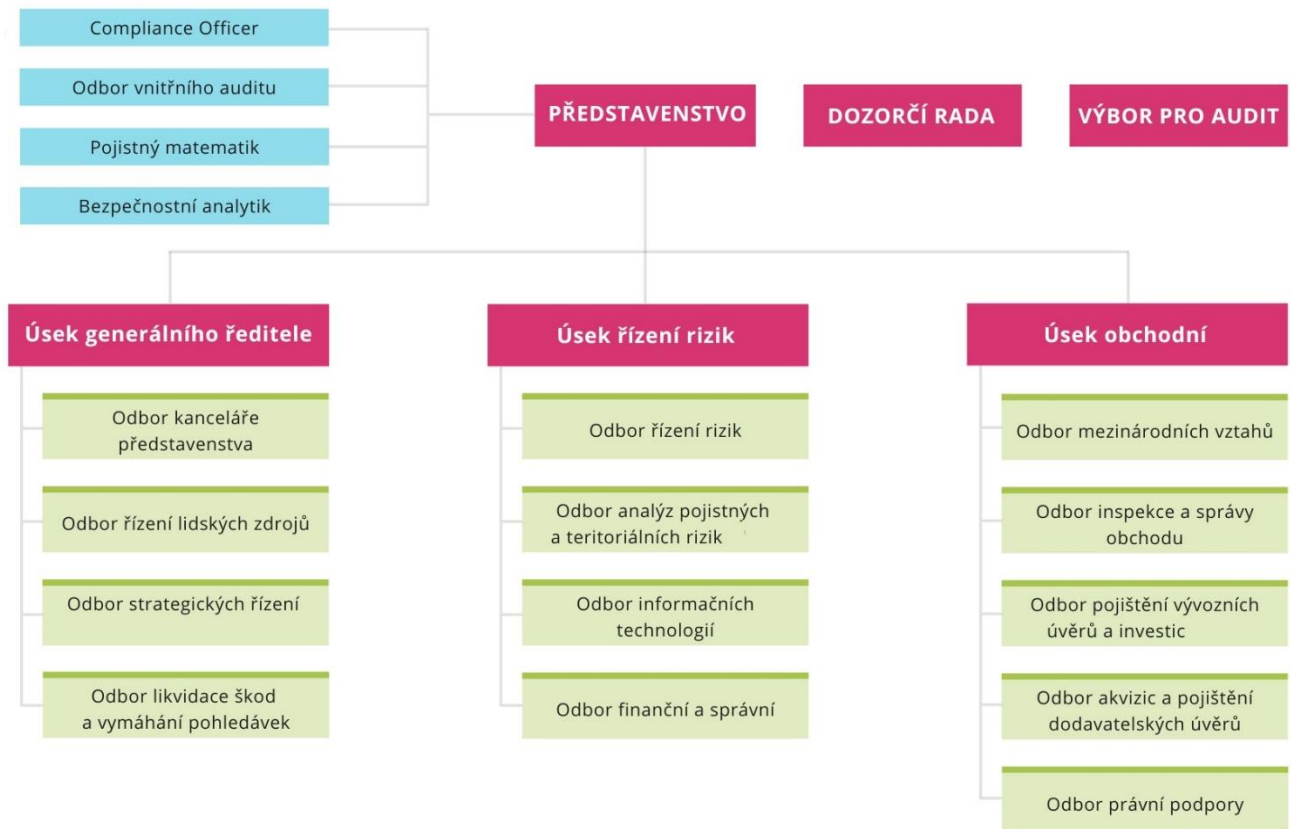 Compliance Officer
Odbor vnitřního auditu
Pojistný matematik
Bezpečnostní analytik
PŘEDSTAVENSTVO
DOZORČÍ RADA
VÝBOR PRO AUDIT
Úsek generálního ředitele
Odbor kanceláře
představenstva
Odbor řízení lidských zdrojů
Odbor strategických řízení
Odbor likvidace škod
a vymáhání pohledávek
Úsek řízení rizik
Odbor řízení rizik
Odbor analýz pojistných
a teritoriálních rizik
Odbor informačních
technologií
Odbor finanční a správní
Úsek obchodní
Odbor mezinárodních vztahů
Odbor inspekce a správy
obchodu
Odbor pojištění vývozních
úvěrů a investic
Odbor akvizic a pojištění
dodavatelských úvěrů
Odbor právní podpory